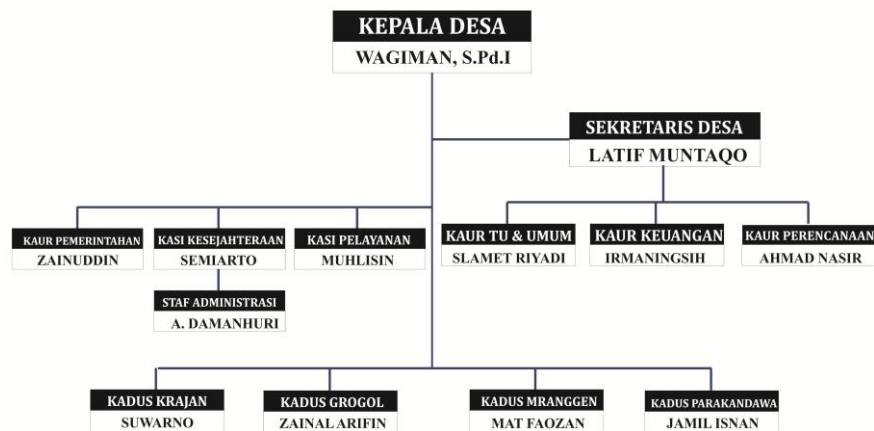 KEPALA DESA
WAGIMAN, S.Pd.I
SEKRETARIS DESA
LATIF MUNTAQO
KAUR PEMERINTAHAN
ZAINUDDIN
KASI KESEJAHTERAAN
SEMIARTO
KASI PELAYANAN
MUHLISIN
KAUR TU & UMUM
SLAMET RIYADI
KAUR KEUANGAN
IRMANINGSIH
KAUR PERENCANAAN
AHMAD NASIR
STAF ADMINISTRASI
A. DAMANHURI
KADUS KRAJAN
SUWARNO
KADUS GROGOL
ZAINAL ARIFIN
KADUS MRANGGEN
MAT FAOZAN
KADUS PARAKANDAWA
JAMIL ISNAN